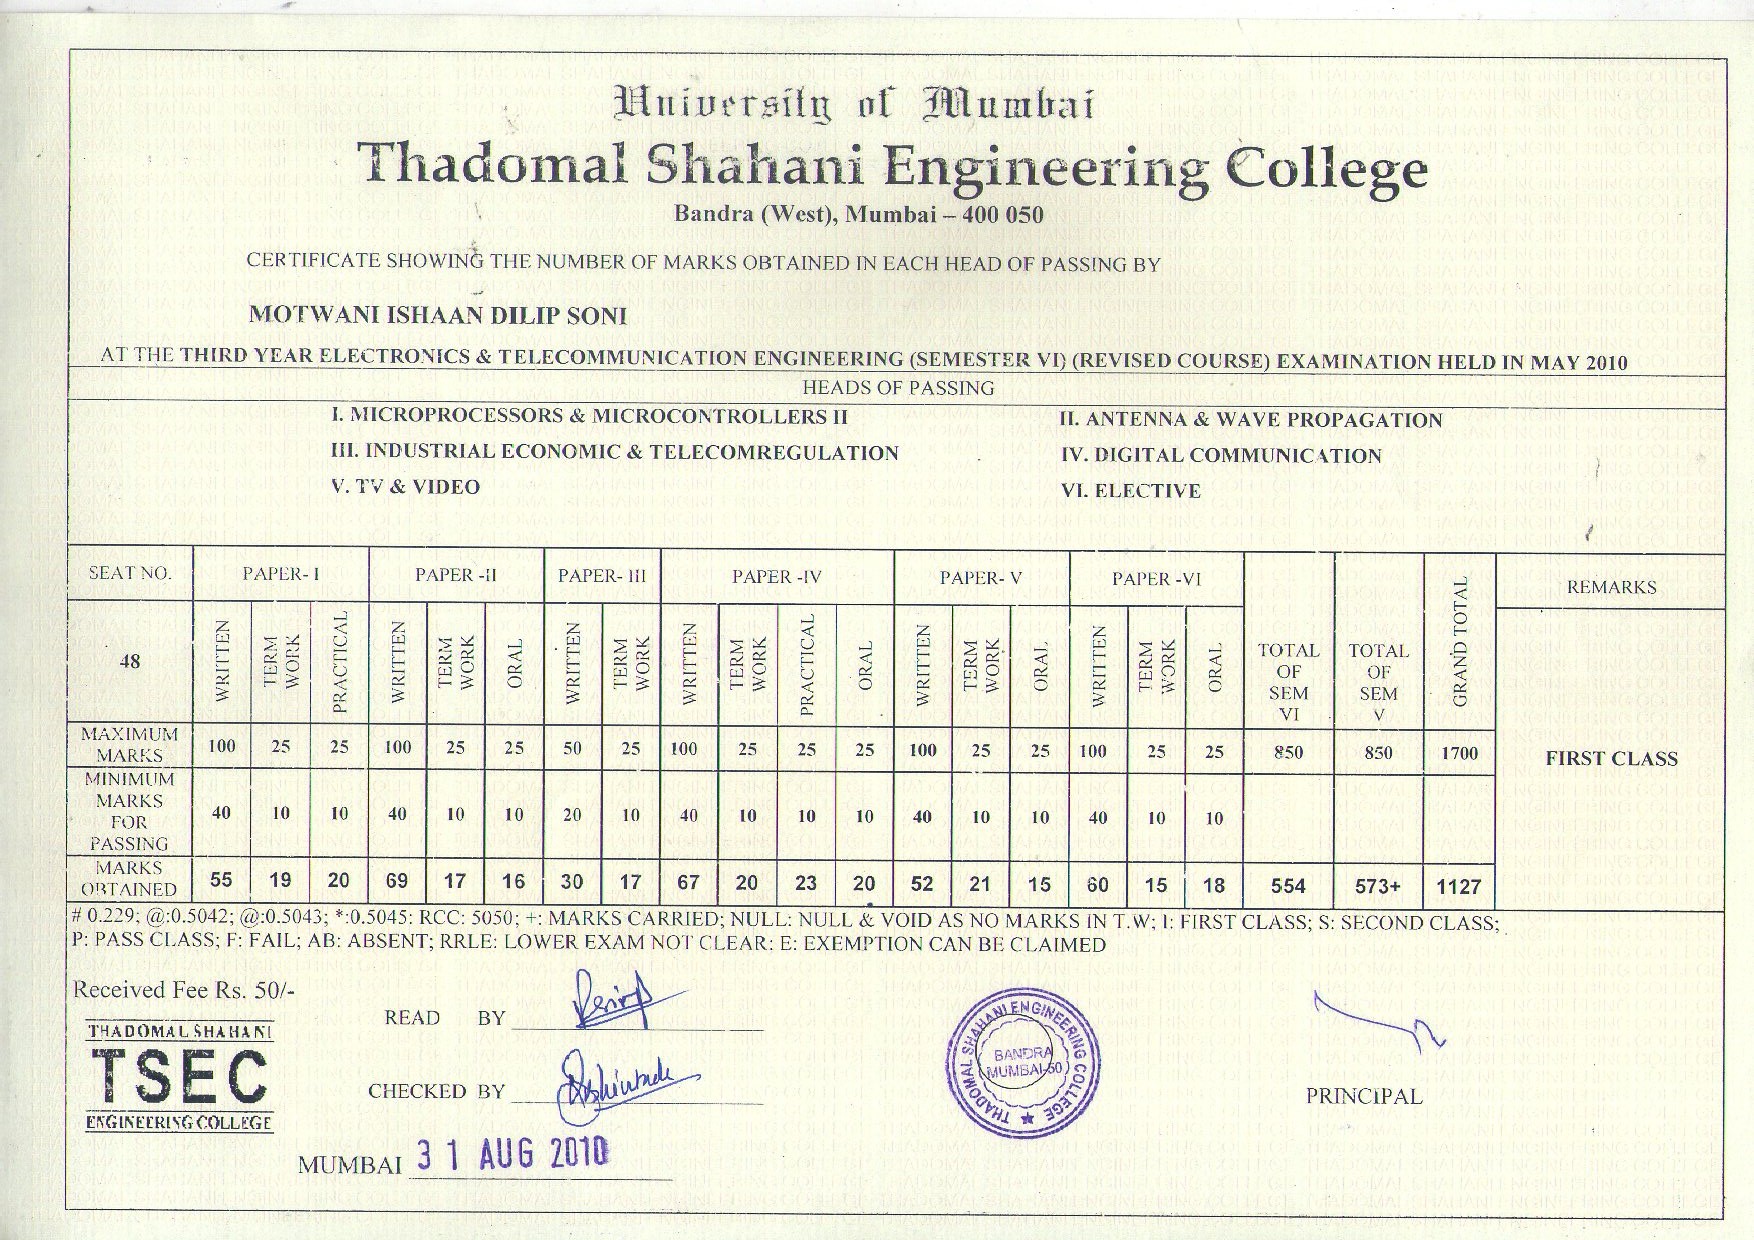 University of Mumbai
Thadomal Shahani Engineering College
Bandra (West), Mumbai – 400 050
CERTIFICATE SHOWING THE NUMBER OF MARKS OBTAINED IN EACH HEAD OF PASSING BY
MOTWANI ISHAAN DILIP SONI
AT THE THIRD YEAR ELECTRONICS & TELECOMMUNICATION ENGINEERING (SEMESTER VI) (REVISED COURSE) EXAMINATION HELD IN MAY 2010
HEADS OF PASSING
I. MICROPROCESSORS & MICROCONTROLLERS II II. ANTENNA & WAVE PROPAGATION
III. INDUSTRIAL ECONOMIC & TELECOMREGULATION IV. DIGITAL COMMUNICATION
V. TV & VIDEO VI. ELECTIVE
SEAT NO. PAPER- I PAPER -II PAPER- III PAPER -IV PAPER- V PAPER -VI REMARKS
48 WRITTEN TERM WORK PRACTICAL WRITTEN TERM WORK ORAL WRITTEN TERM WORK WRITTEN TERM WORK PRACTICAL ORAL WRITTEN TERM WORK ORAL WRITTEN TERM WORK ORAL TOTAL OF SEM VI TOTAL OF SEM V GRAND TOTAL
MAXIMUM MARKS 100 25 25 100 25 25 50 25 100 25 25 25 100 25 25 100 25 25 850 850 1700 FIRST CLASS
MINIMUM MARKS FOR PASSING 40 10 10 40 10 10 20 10 40 10 10 10 40 10 10 40 10 10
MARKS OBTAINED 55 19 20 69 17 16 30 17 67 20 23 20 52 21 15 60 15 18 554 573+ 1127
# 0.229; @:0.5042; @:0.5043; *:0.5045: RCC: 5050; +: MARKS CARRIED; NULL: NULL & VOID AS NO MARKS IN T.W; I: FIRST CLASS; S: SECOND CLASS;
P: PASS CLASS; F: FAIL; AB: ABSENT; RRLE: LOWER EXAM NOT CLEAR: E: EXEMPTION CAN BE CLAIMED
Received Fee Rs. 50/-
READ BY
THADOMAL SHAHANI
TSEC
ENGINEERING COLLEGE
CHECKED BY
THADOMAL SHAHANI ENGINEERING COLLEGE
BANDRA
MUMBAI-50
PRINCIPAL
MUMBAI 31 AUG 2010